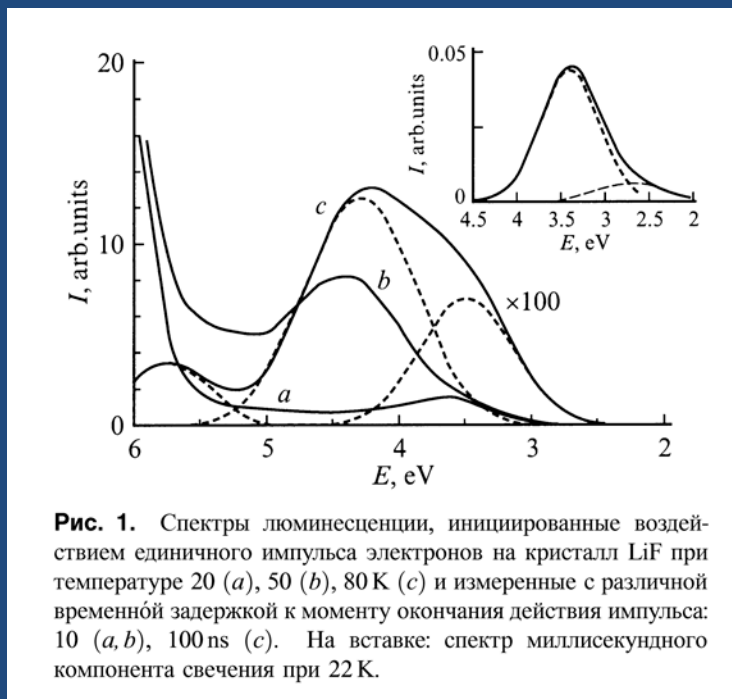 20
10
0
I, arb.units
6
5
4
3
2
E, eV
a
b
c
×100
0.05
0
I, arb.units
4.5
4
3.5
3
2.5
2
E, eV
Рис. 1. Спектры люминесценции, инициированные воздей-
ствием единичного импульса электронов на кристалл LiF при
температуре 20 (a), 50 (b), 80 K (c) и измеренные с различной
временнóй задержкой к моменту окончания действия импульса:
10 (a, b), 100 ns (c). На вставке: спектр миллисекундного
компонента свечения при 22 K.